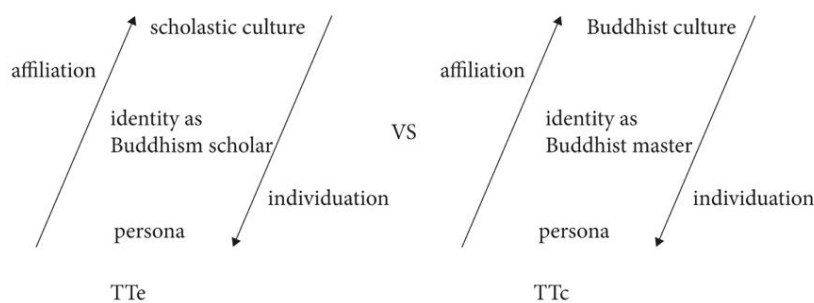 scholastic culture
affiliation
identity as
Buddhism scholar
individuation
persona
TTe
VS
Buddhist culture
affiliation
identity as
Buddhist master
individuation
persona
TTc